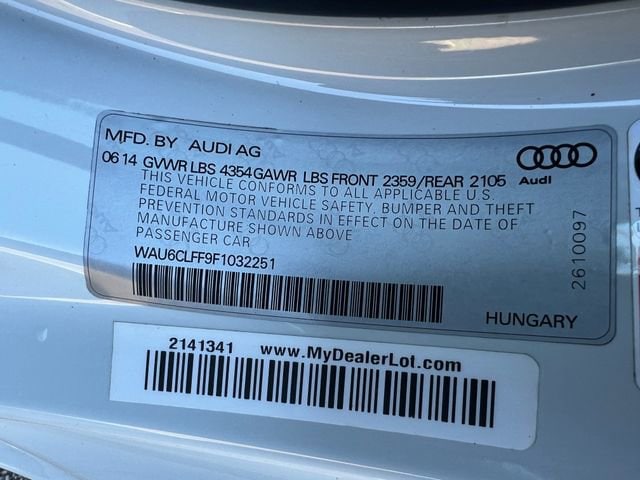 MFD. BY AUDI AG
06 14 GVWR LBS 4354 GAWR LBS FRONT 2359/REAR 2105
THIS VEHICLE CONFORMS TO ALL APPLICABLE U.S.
FEDERAL MOTOR VEHICLE SAFETY, BUMPER AND THEFT
PREVENTION STANDARDS IN EFFECT ON THE DATE OF
MANUFACTURE SHOWN ABOVE
PASSENGER CAR
WAU6CLFF9F1032251
Audi
2610097
HUNGARY
2141341 www.MyDealerLot.com